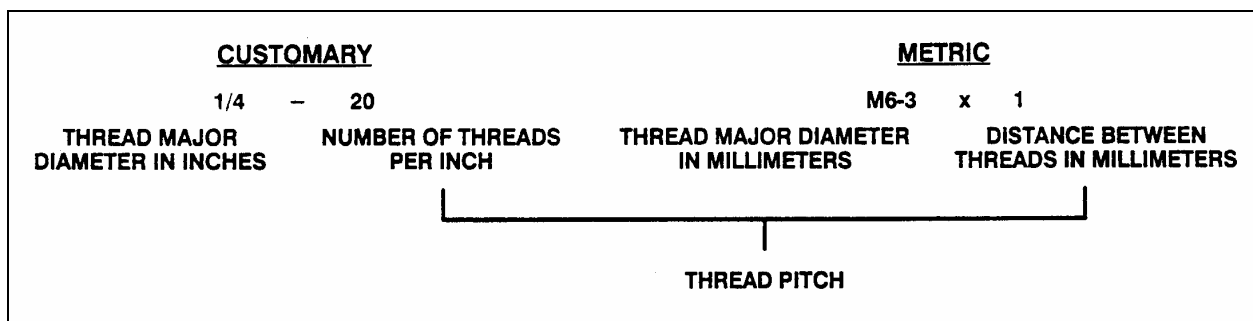 CUSTOMARY
1/4 – 20
THREAD MAJOR
DIAMETER IN INCHES
NUMBER OF THREADS
PER INCH
METRIC
M6-3 x 1
THREAD MAJOR DIAMETER
IN MILLIMETERS
DISTANCE BETWEEN
THREADS IN MILLIMETERS
THREAD PITCH